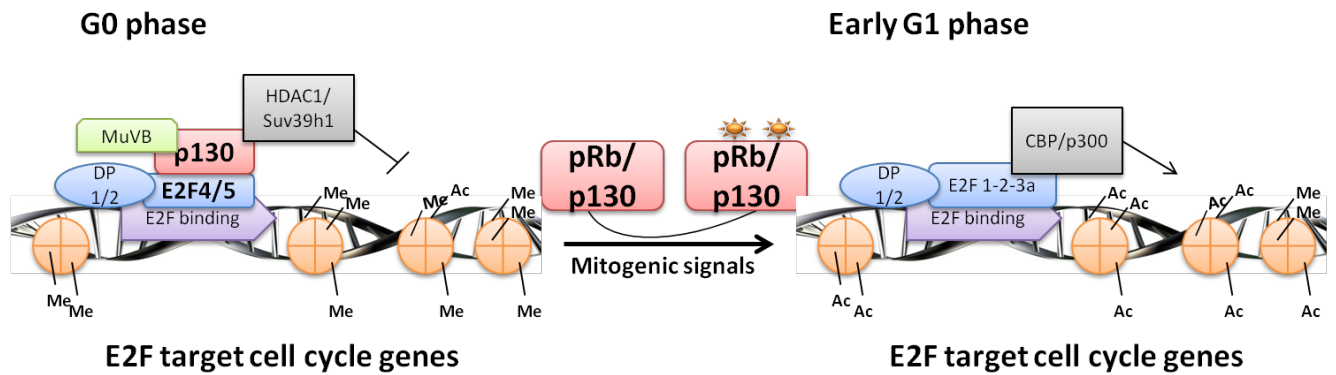 G0 phase
Early G1 phase
HDAC1/
Suv39h1
MuVB
p130
DP
1/2
E2F4/5
E2F binding
Me
Me
Me
Ac
Me
Me
Me
Me
Me
Me
Me
pRb/
p130
pRb/
p130
Mitogenic signals
CBP/p300
DP
1/2
E2F 1-2-3a
E2F binding
Ac
Ac
Ac
Ac
Me
Me
Ac
Ac
Ac
Ac
Ac
E2F target cell cycle genes
E2F target cell cycle genes